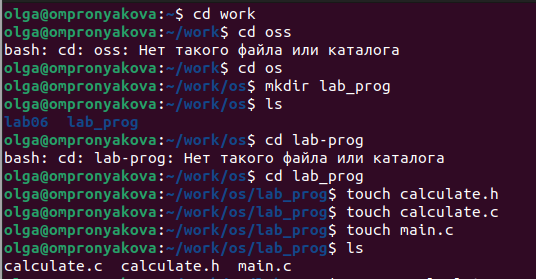 olga@ompronyakova:~$ cd work
olga@ompronyakova:~/work$ cd oss
bash: cd: oss: Нет такого файла или каталога
olga@ompronyakova:~/work$ cd os
olga@ompronyakova:~/work/os$ mkdir lab_prog
olga@ompronyakova:~/work/os$ ls
lab06  lab_prog
olga@ompronyakova:~/work/os$ cd lab-prog
bash: cd: lab-prog: Нет такого файла или каталога
olga@ompronyakova:~/work/os$ cd lab_prog
olga@ompronyakova:~/work/os/lab_prog$ touch calculate.h
olga@ompronyakova:~/work/os/lab_prog$ touch calculate.c
olga@ompronyakova:~/work/os/lab_prog$ touch main.c
olga@ompronyakova:~/work/os/lab_prog$ ls
calculate.c  calculate.h  main.c